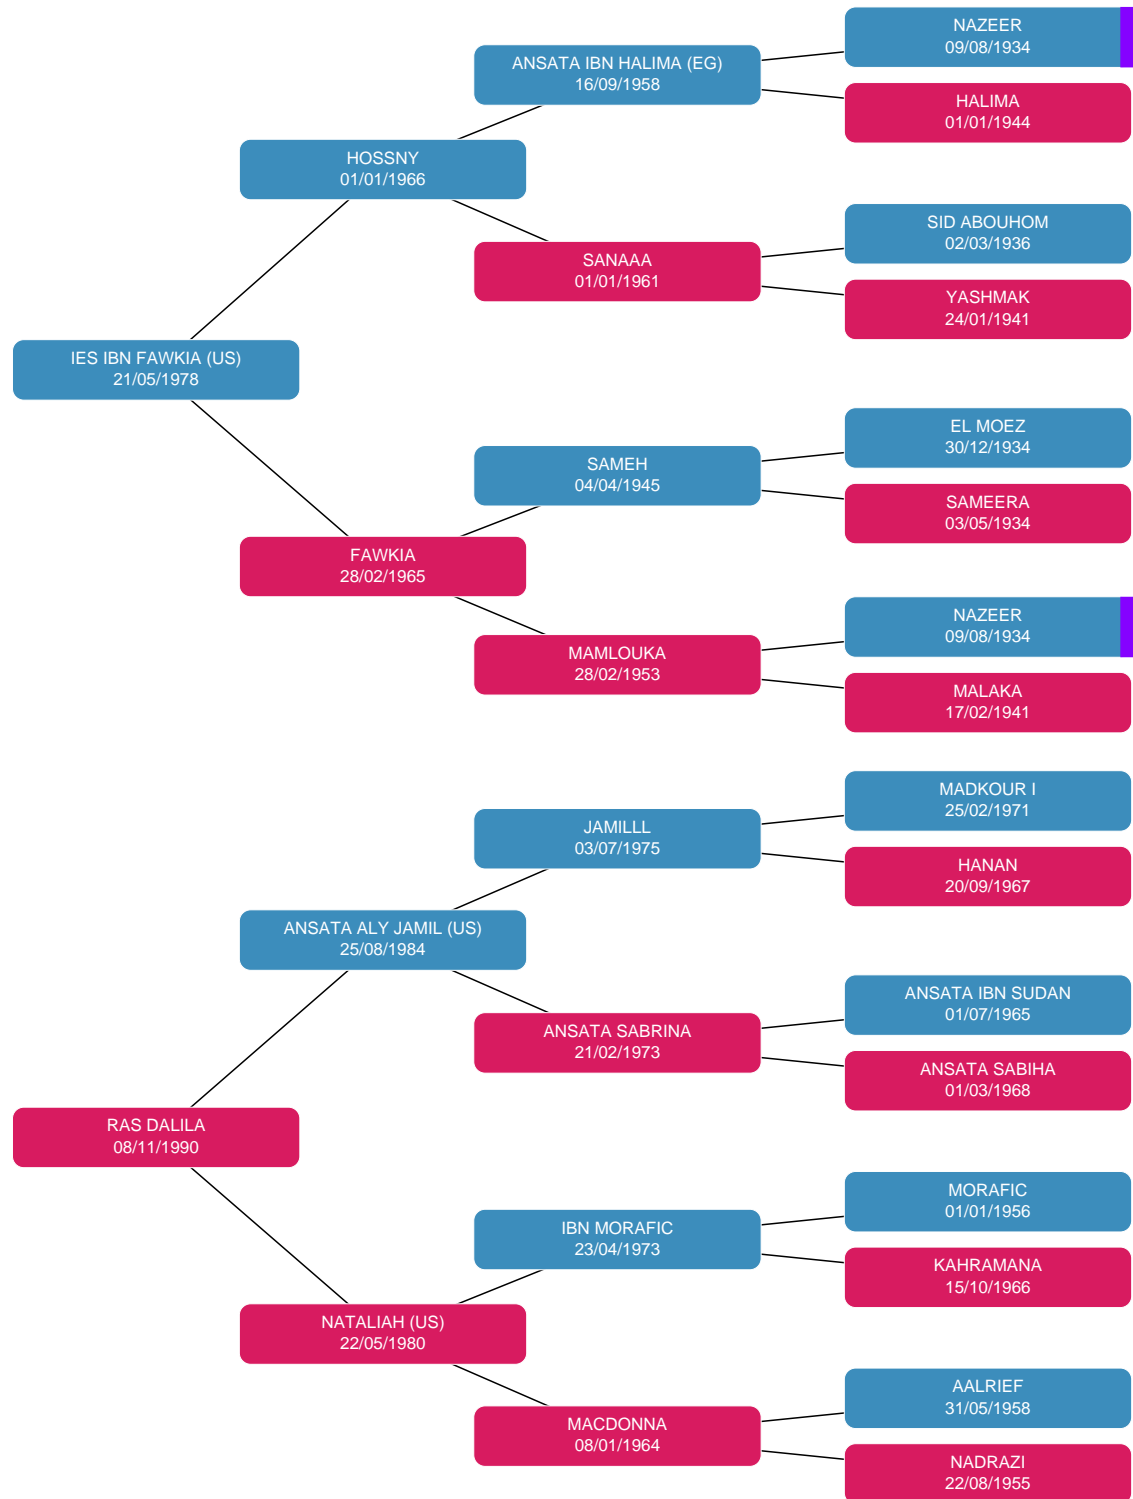 NAZEER
09/08/1934
ANSATA IBN HALIMA (EG)
16/09/1958
HALIMA
01/01/1944
HOSSNY
01/01/1966
SID ABOUHOM
02/03/1936
SANAAA
01/01/1961
YASHMAK
24/01/1941
IES IBN FAWKIA (US)
21/05/1978
EL MOEZ
30/12/1934
SAMEH
04/04/1945
SAMEERA
03/05/1934
FAWKIA
28/02/1965
NAZEER
09/08/1934
MAMLOUKA
28/02/1953
MALAKA
17/02/1941
MADKOUR I
25/02/1971
JAMILLL
03/07/1975
HANAN
20/09/1967
ANSATA ALY JAMIL (US)
25/08/1984
ANSATA IBN SUDAN
01/07/1965
ANSATA SABRINA
21/02/1973
ANSATA SABIHA
01/03/1968
RAS DALILA
08/11/1990
MORAFIC
01/01/1956
IBN MORAFIC
23/04/1973
KAHRAMANA
15/10/1966
NATALIAH (US)
22/05/1980
AALRIEF
31/05/1958
MACDONNA
08/01/1964
NADRAZI
22/08/1955